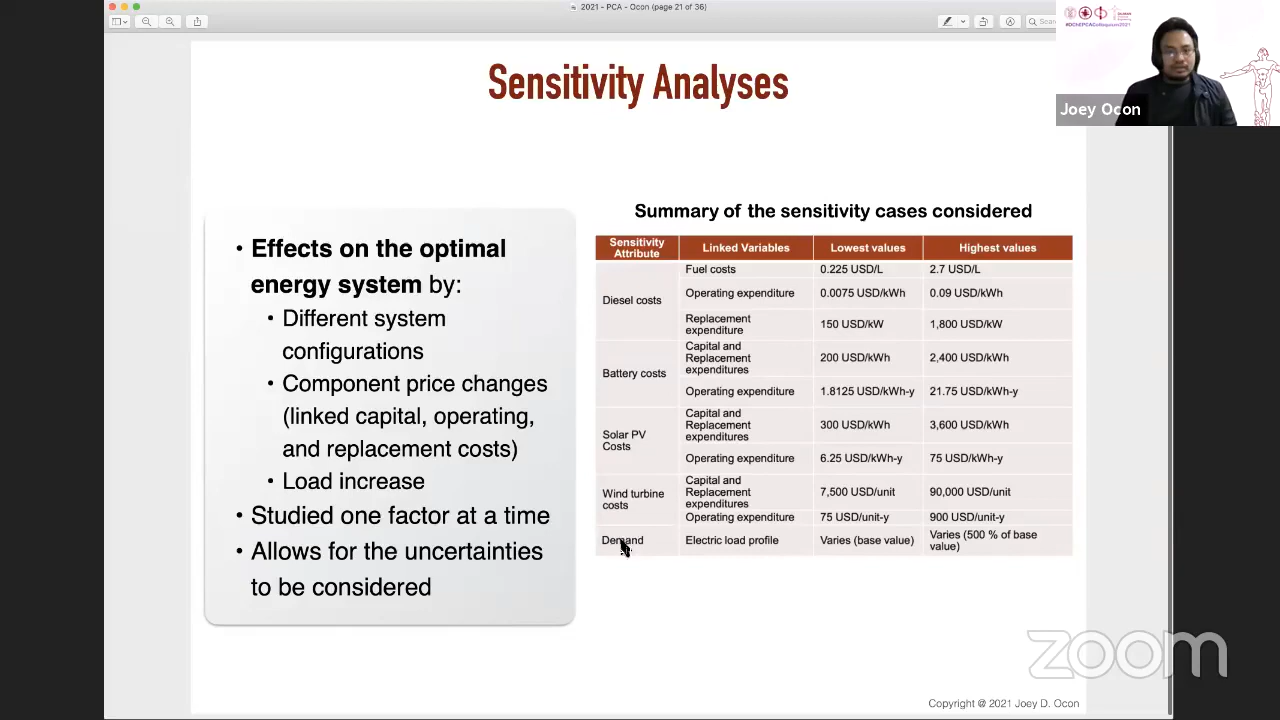 2021 - PCA - Ocon (page 21 of 36)
#DChEPCAColloquium2021
Joey Ocon
Sensitivity Analyses
• Effects on the optimal
energy system by:
• Different system
configurations
• Component price changes
(linked capital, operating,
and replacement costs)
• Load increase
• Studied one factor at a time
• Allows for the uncertainties
to be considered
Summary of the sensitivity cases considered
Sensitivity Attribute Linked Variables Lowest values Highest values
Diesel costs
Fuel costs 0.225 USD/L 2.7 USD/L
Operating expenditure 0.0075 USD/kWh 0.09 USD/kWh
Replacement expenditure 150 USD/kW 1,800 USD/kW
Battery costs
Capital and Replacement expenditures 200 USD/kWh 2,400 USD/kWh
Operating expenditure 1.8125 USD/kWh-y 21.75 USD/kWh-y
Solar PV Costs
Capital and Replacement expenditures 300 USD/kWh 3,600 USD/kWh
Operating expenditure 6.25 USD/kWh-y 75 USD/kWh-y
Wind turbine costs
Capital and Replacement expenditures 7,500 USD/unit 90,000 USD/unit
Operating expenditure 75 USD/unit-y 900 USD/unit-y
Demand Electric load profile Varies (base value) Varies (500 % of base value)
zoom
Copyright @ 2021 Joey D. Ocon